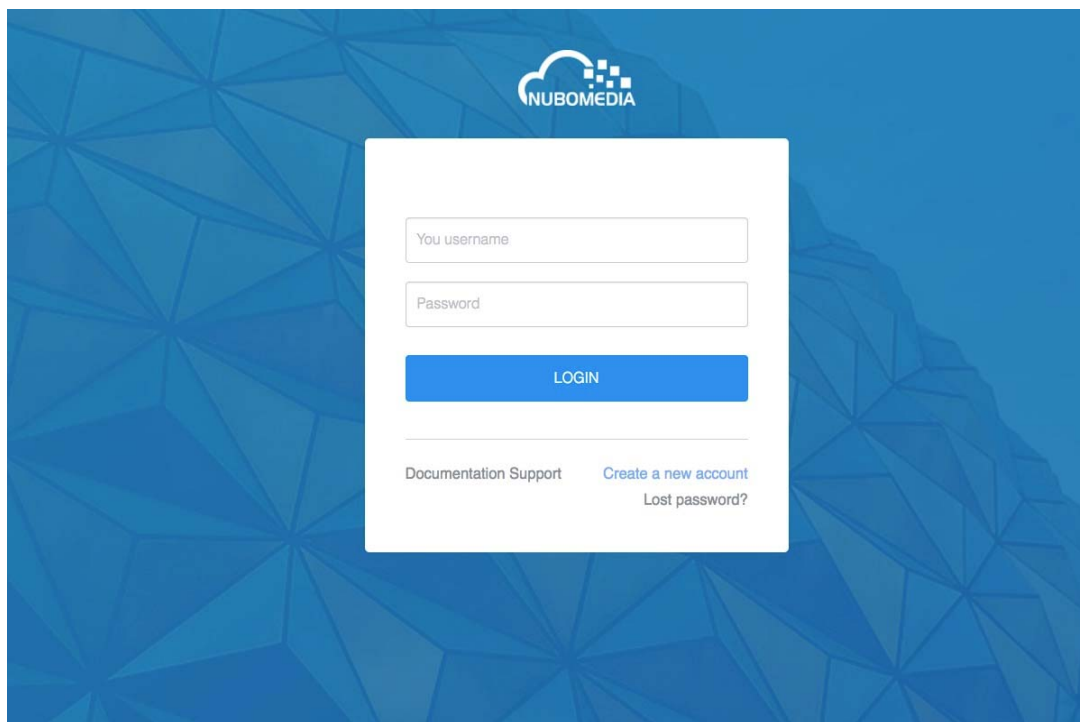 NUBOMEDIA
You username
Password
LOGIN
Documentation Support Create a new account
Lost password?